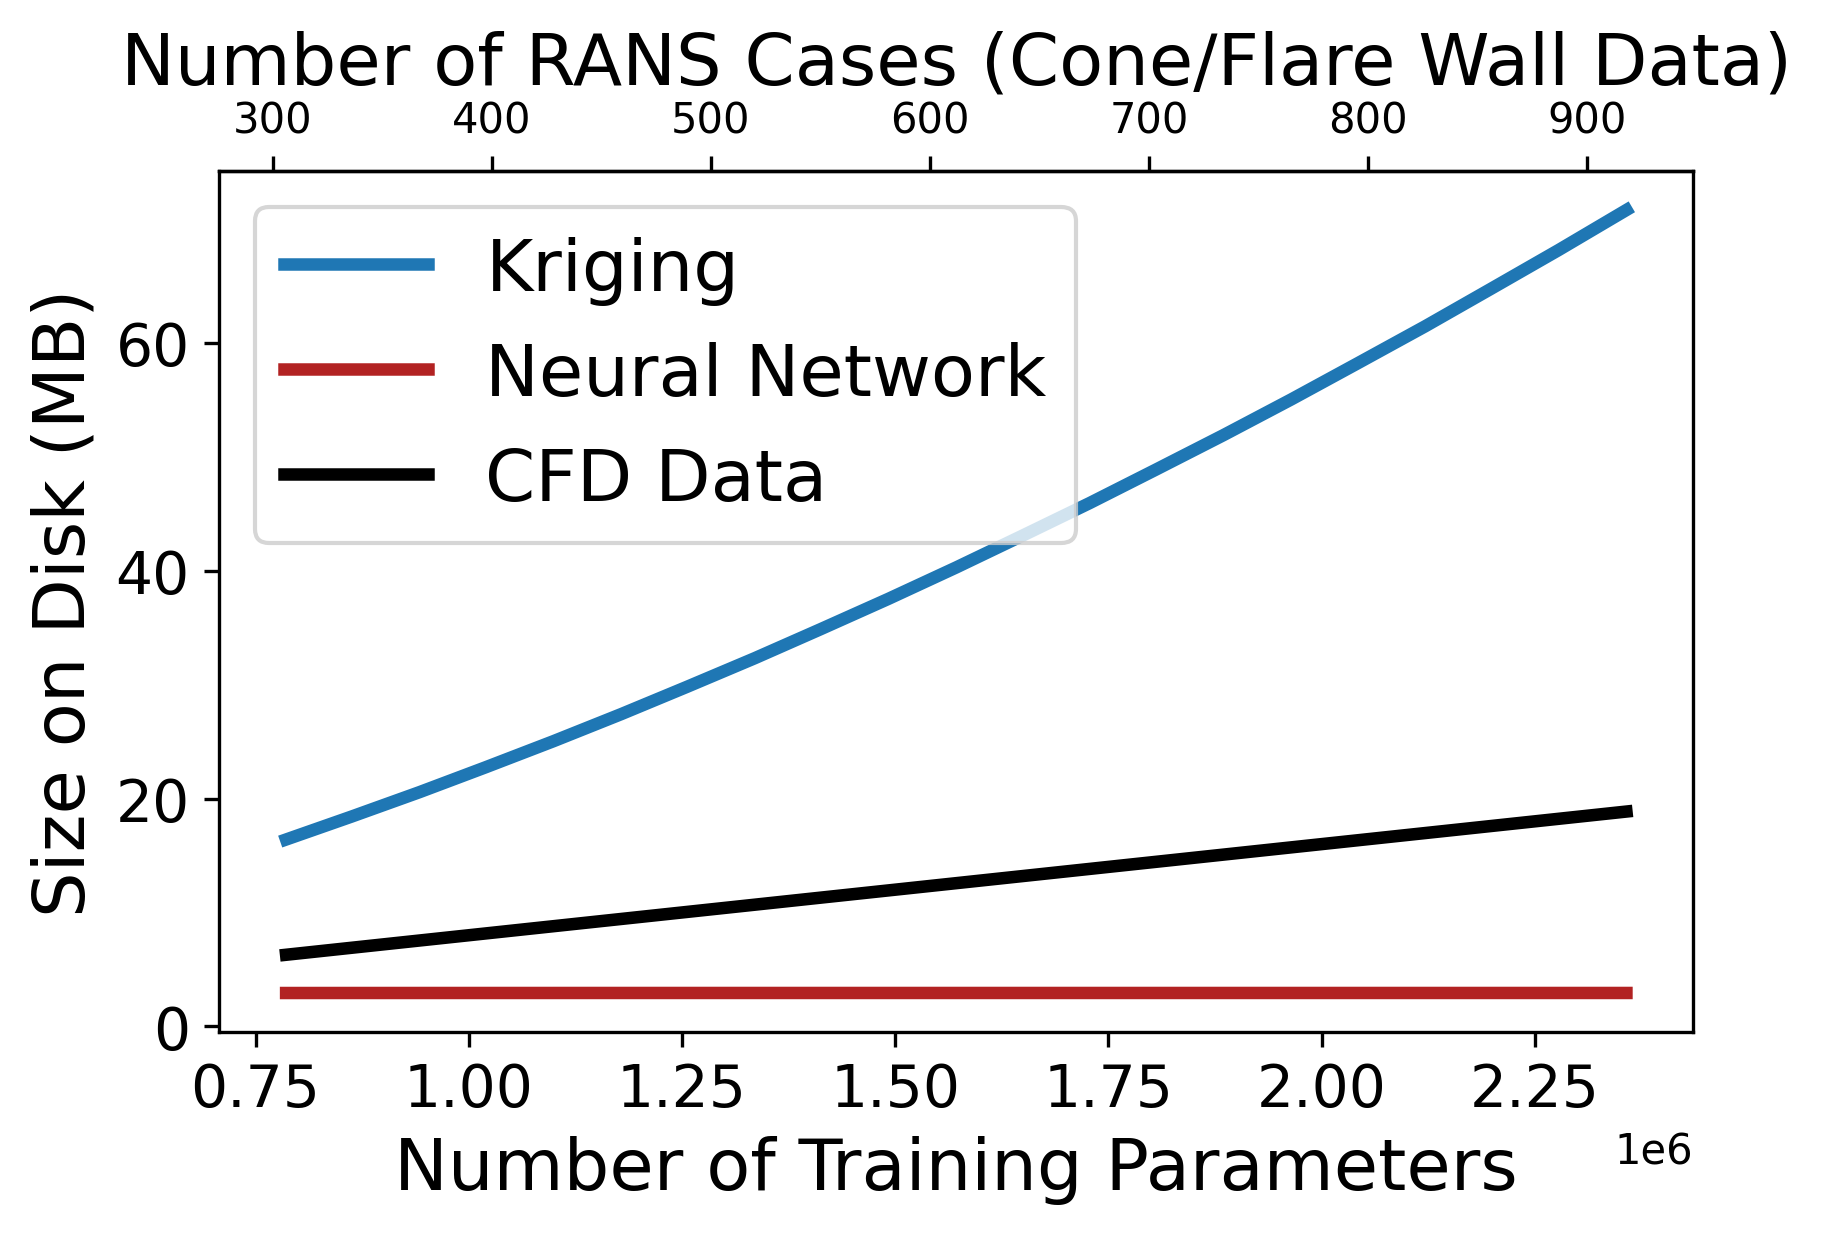 Number of RANS Cases (Cone/Flare Wall Data)
300 400 500 600 700 800 900
Kriging
Neural Network
CFD Data
Size on Disk (MB)
60
40
20
0
0.75 1.00 1.25 1.50 1.75 2.00 2.25
Number of Training Parameters
1e6